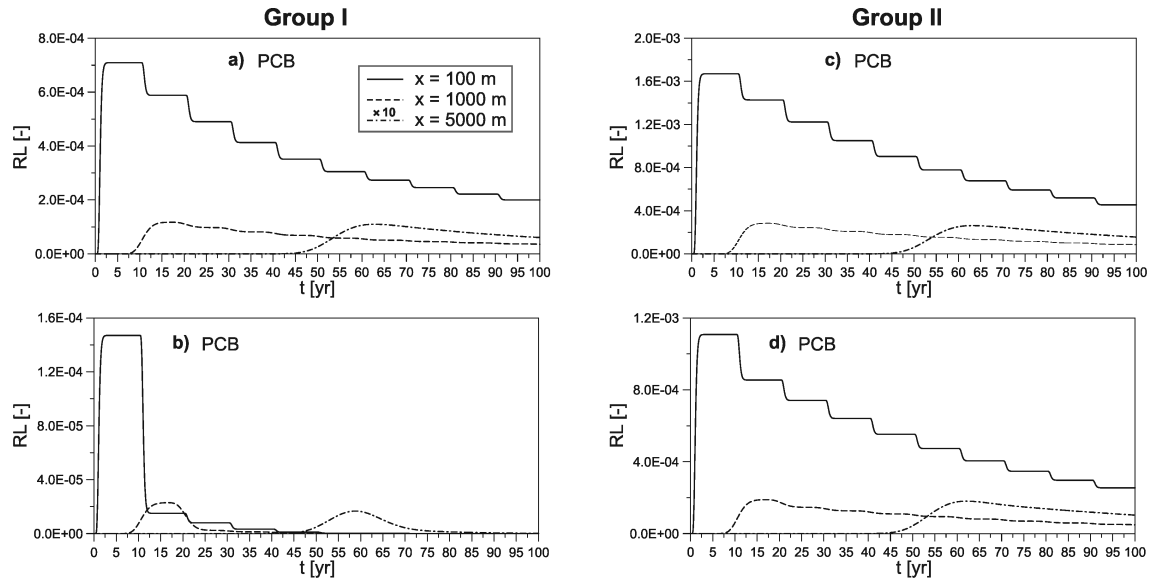 Group I
Group II
8.0E-04
6.0E-04
4.0E-04
2.0E-04
0.0E+00
RL [-]
a) PCB
x = 100 m
x = 1000 m
×10
x = 5000 m
0 5 10 15 20 25 30 35 40 45 50 55 60 65 70 75 80 85 90 95 100
t [yr]
2.0E-03
1.6E-03
1.2E-03
8.0E-04
4.0E-04
0.0E+00
RL [-]
c) PCB
0 5 10 15 20 25 30 35 40 45 50 55 60 65 70 75 80 85 90 95 100
t [yr]
1.6E-04
1.2E-04
8.0E-05
4.0E-05
0.0E+00
RL [-]
b) PCB
0 5 10 15 20 25 30 35 40 45 50 55 60 65 70 75 80 85 90 95 100
t [yr]
1.2E-03
8.0E-04
4.0E-04
0.0E+00
RL [-]
d) PCB
0 5 10 15 20 25 30 35 40 45 50 55 60 65 70 75 80 85 90 95 100
t [yr]